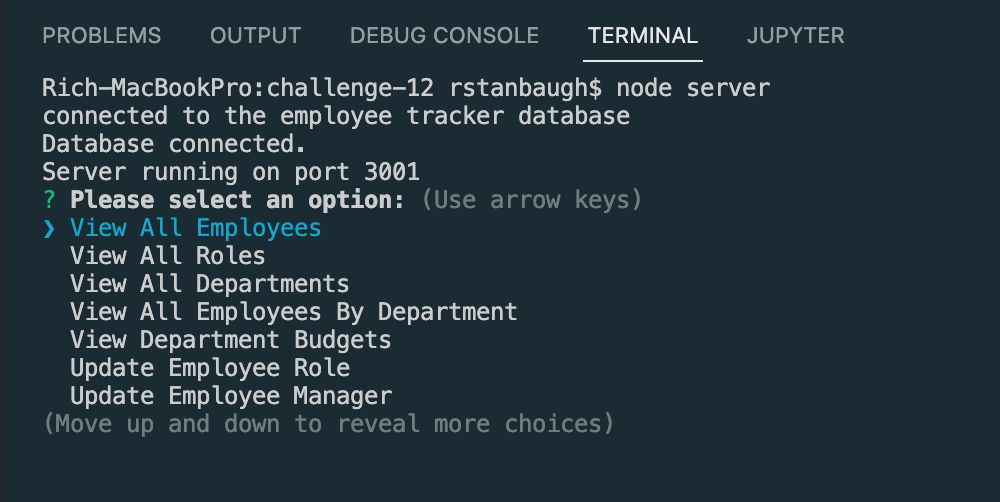 PROBLEMS OUTPUT DEBUG CONSOLE TERMINAL JUPYTER
Rich-MacBookPro:challenge-12 rstanbaugh$ node server
connected to the employee tracker database
Database connected.
Server running on port 3001
? Please select an option: (Use arrow keys)
❯ View All Employees
View All Roles
View All Departments
View All Employees By Department
View Department Budgets
Update Employee Role
Update Employee Manager
(Move up and down to reveal more choices)